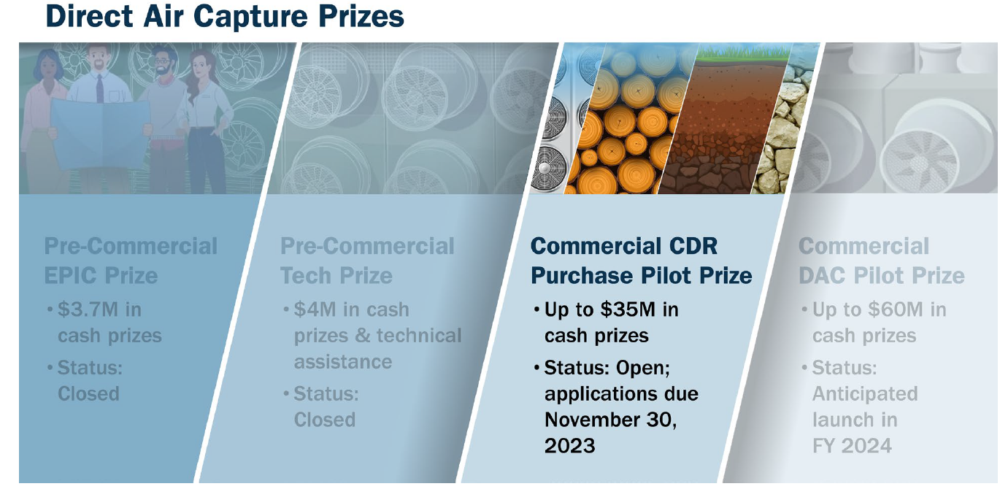 Direct Air Capture Prizes
Pre-Commercial
EPIC Prize
• $3.7M in
cash prizes
• Status:
Closed
Pre-Commercial
Tech Prize
• $4M in cash
prizes & technical
assistance
• Status:
Closed
Commercial CDR
Purchase Pilot Prize
• Up to $35M in
cash prizes
• Status: Open;
applications due
November 30,
2023
Commercial
DAC Pilot Prize
• Up to $60M in
cash prizes
• Status:
Anticipated
launch in
FY 2024